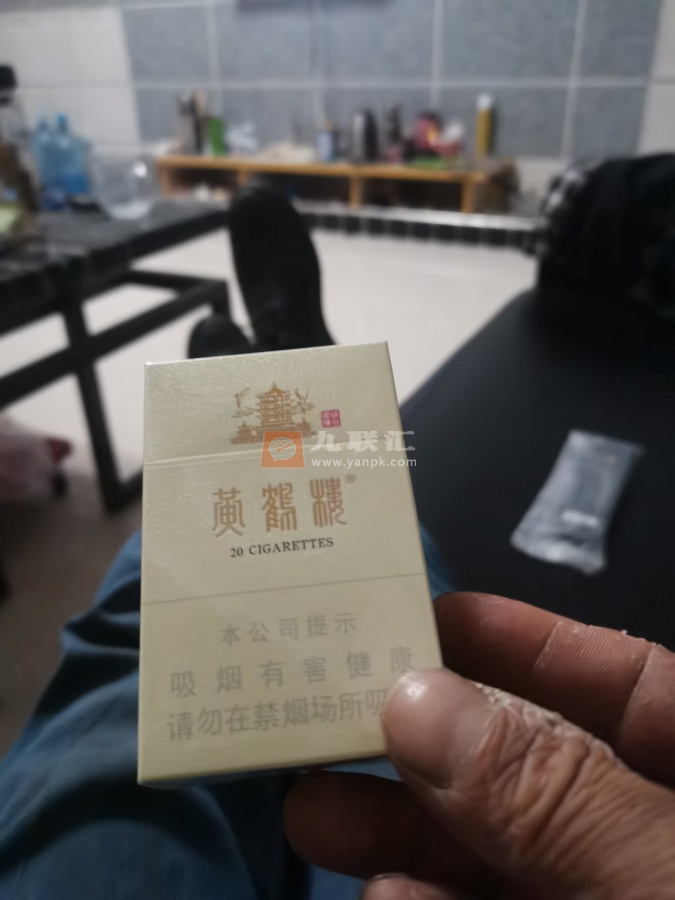 九联汇
www.yanpk.com
黄鹤楼®
20 CIGARETTES
本公司提示
吸烟有害健康
请勿在禁烟场所吸